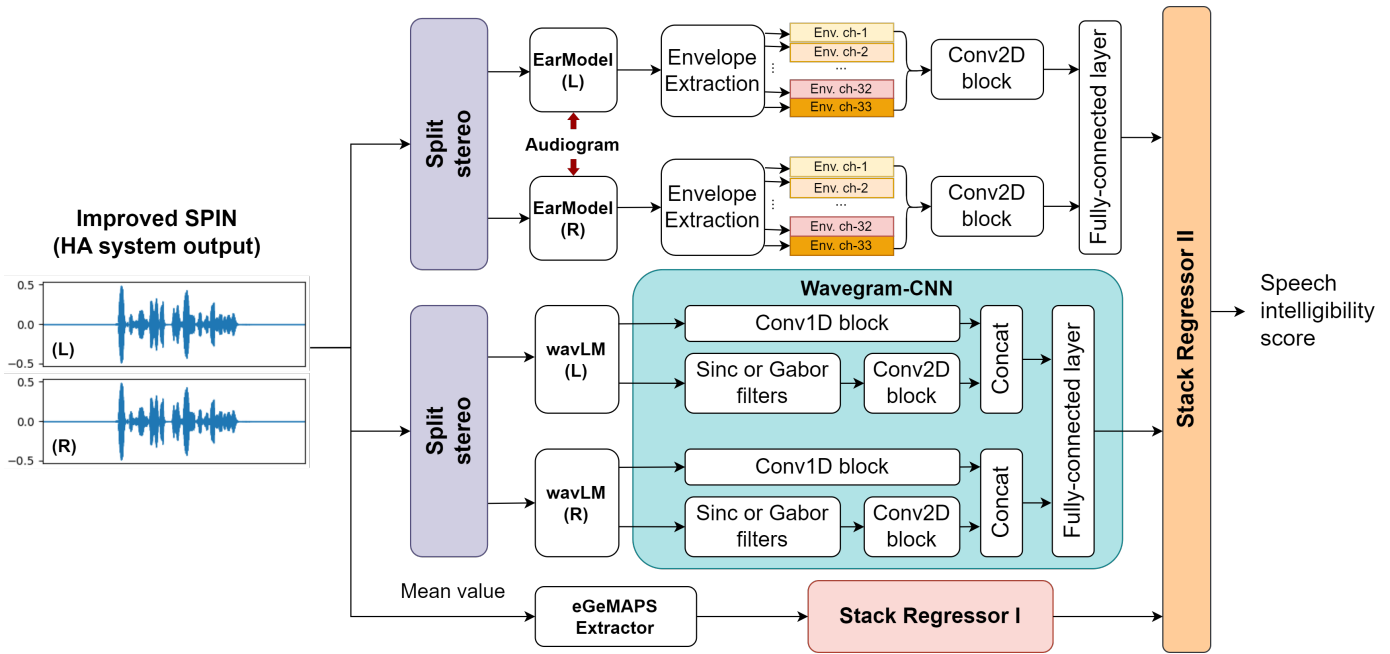 Improved SPIN
(HA system output)
0.5
0.0
−0.5
(L)
0.5
0.0
−0.5
(R)
Split
stereo
EarModel
(L)
Audiogram
EarModel
(R)
Envelope
Extraction
Env. ch-1
Env. ch-2
...
Env. ch-32
Env. ch-33
Conv2D
block
Envelope
Extraction
Env. ch-1
Env. ch-2
...
Env. ch-32
Env. ch-33
Conv2D
block
Fully-connected layer
Split
stereo
wavLM
(L)
wavLM
(R)
Wavegram-CNN
Conv1D block
Sinc or Gabor
filters
Conv2D
block
Concat
Conv1D block
Sinc or Gabor
filters
Conv2D
block
Concat
Fully-connected layer
Mean value
eGeMAPS
Extractor
Stack Regressor I
Stack Regressor II
Speech
intelligibility
score